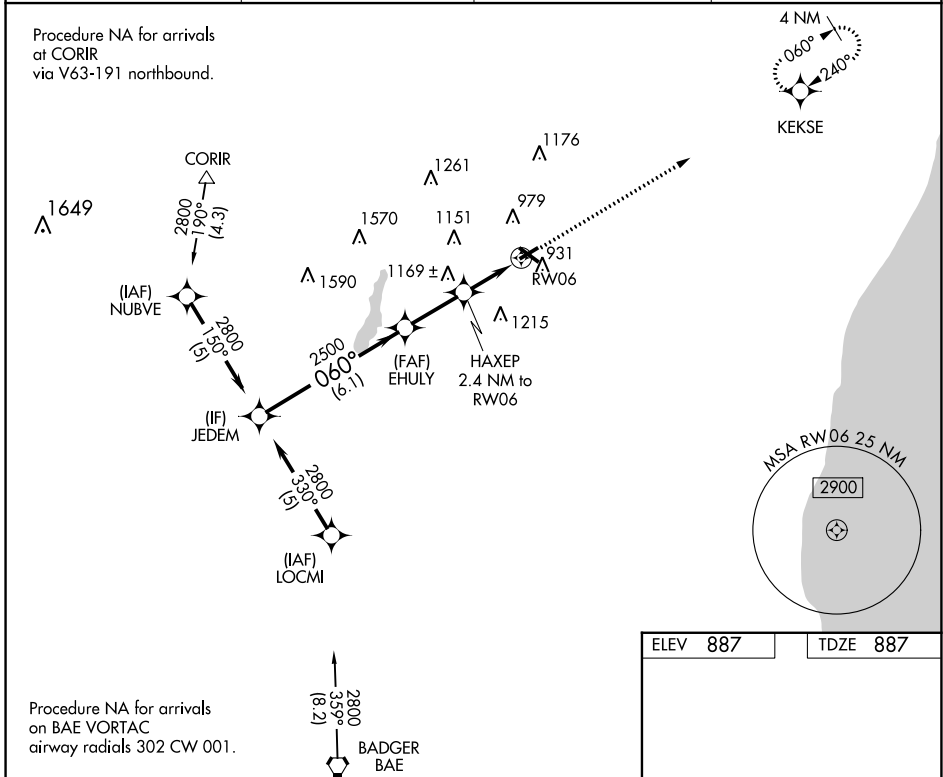 Procedure NA for arrivals
at CORIR
via V63-191 northbound.
4 NM
060°
240°
KEKSE
CORIR
2800
190°
(4.3)
1649
1261
1176
1570
1151
979
1590
1169 ±
931
RW06
1215
(IAF)
NUBVE
2800
150°
(5)
2500
060°
(6.1)
(FAF)
EHULY
HAXEP
2.4 NM to
RW06
(IF)
JEDEM
2800
330°
(5)
(IAF)
LOCMI
MSA RW06 25 NM
2900
ELEV 887
TDZE 887
2800
359°
(8.2)
BADGER
BAE
Procedure NA for arrivals
on BAE VORTAC
airway radials 302 CW 001.